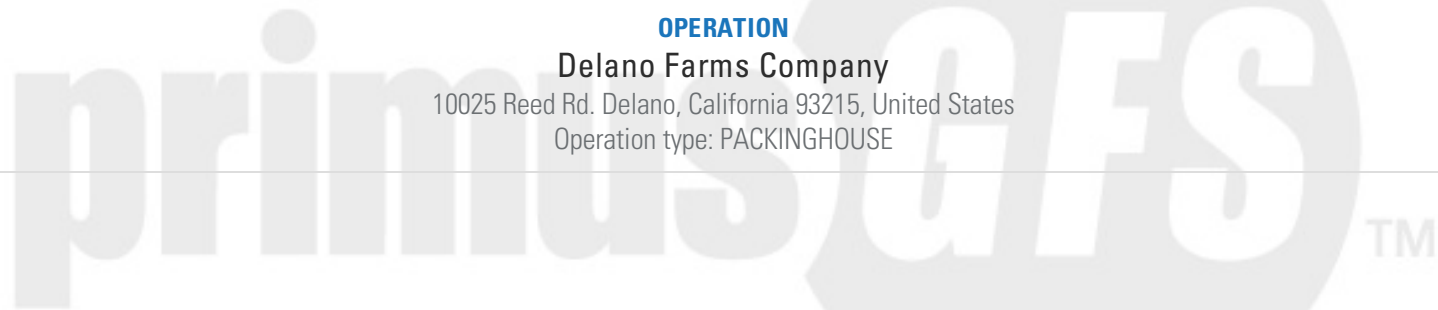 OPERATION
Delano Farms Company
10025 Reed Rd. Delano, California 93215, United States
Operation type: PACKINGHOUSE
primusGFS TM